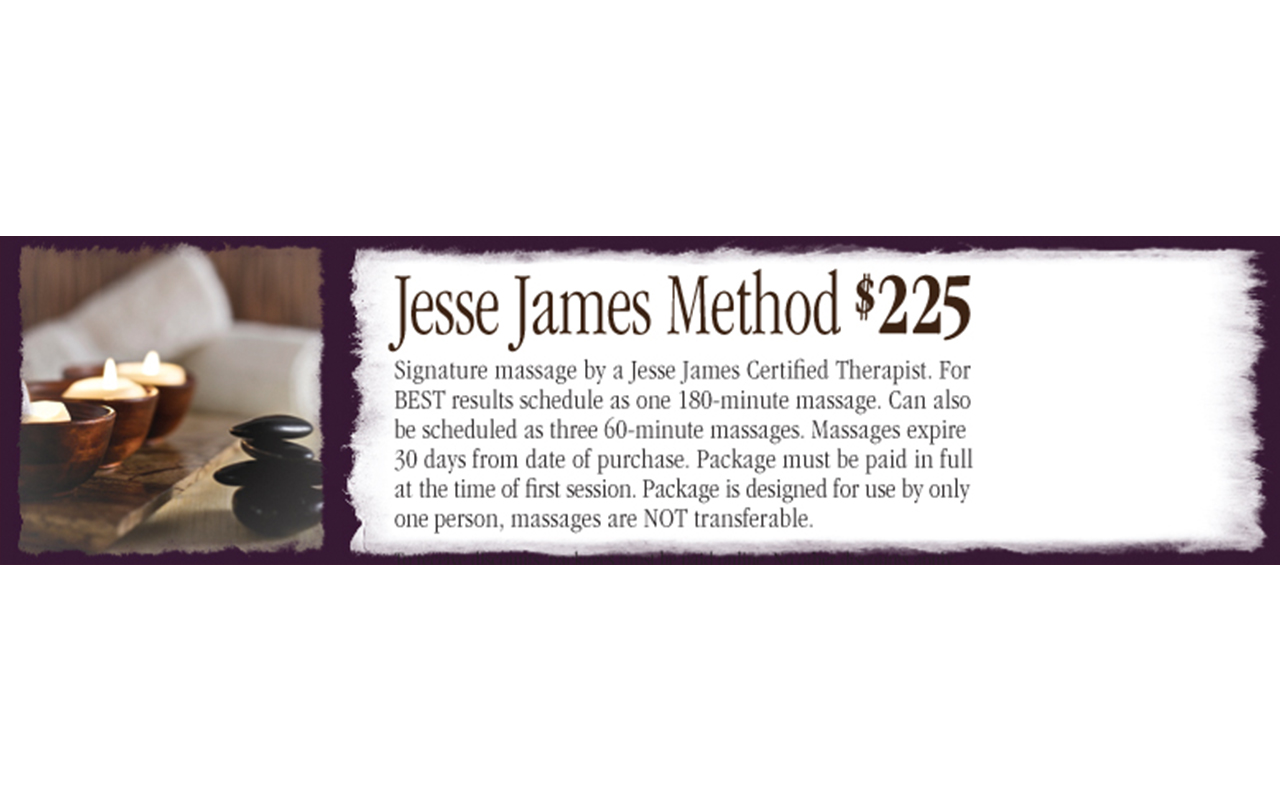 Jesse James Method $225
Signature massage by a Jesse James Certified Therapist. For
BEST results schedule as one 180-minute massage. Can also
be scheduled as three 60-minute massages. Massages expire
30 days from date of purchase. Package must be paid in full
at the time of first session. Package is designed for use by only
one person, massages are NOT transferable.